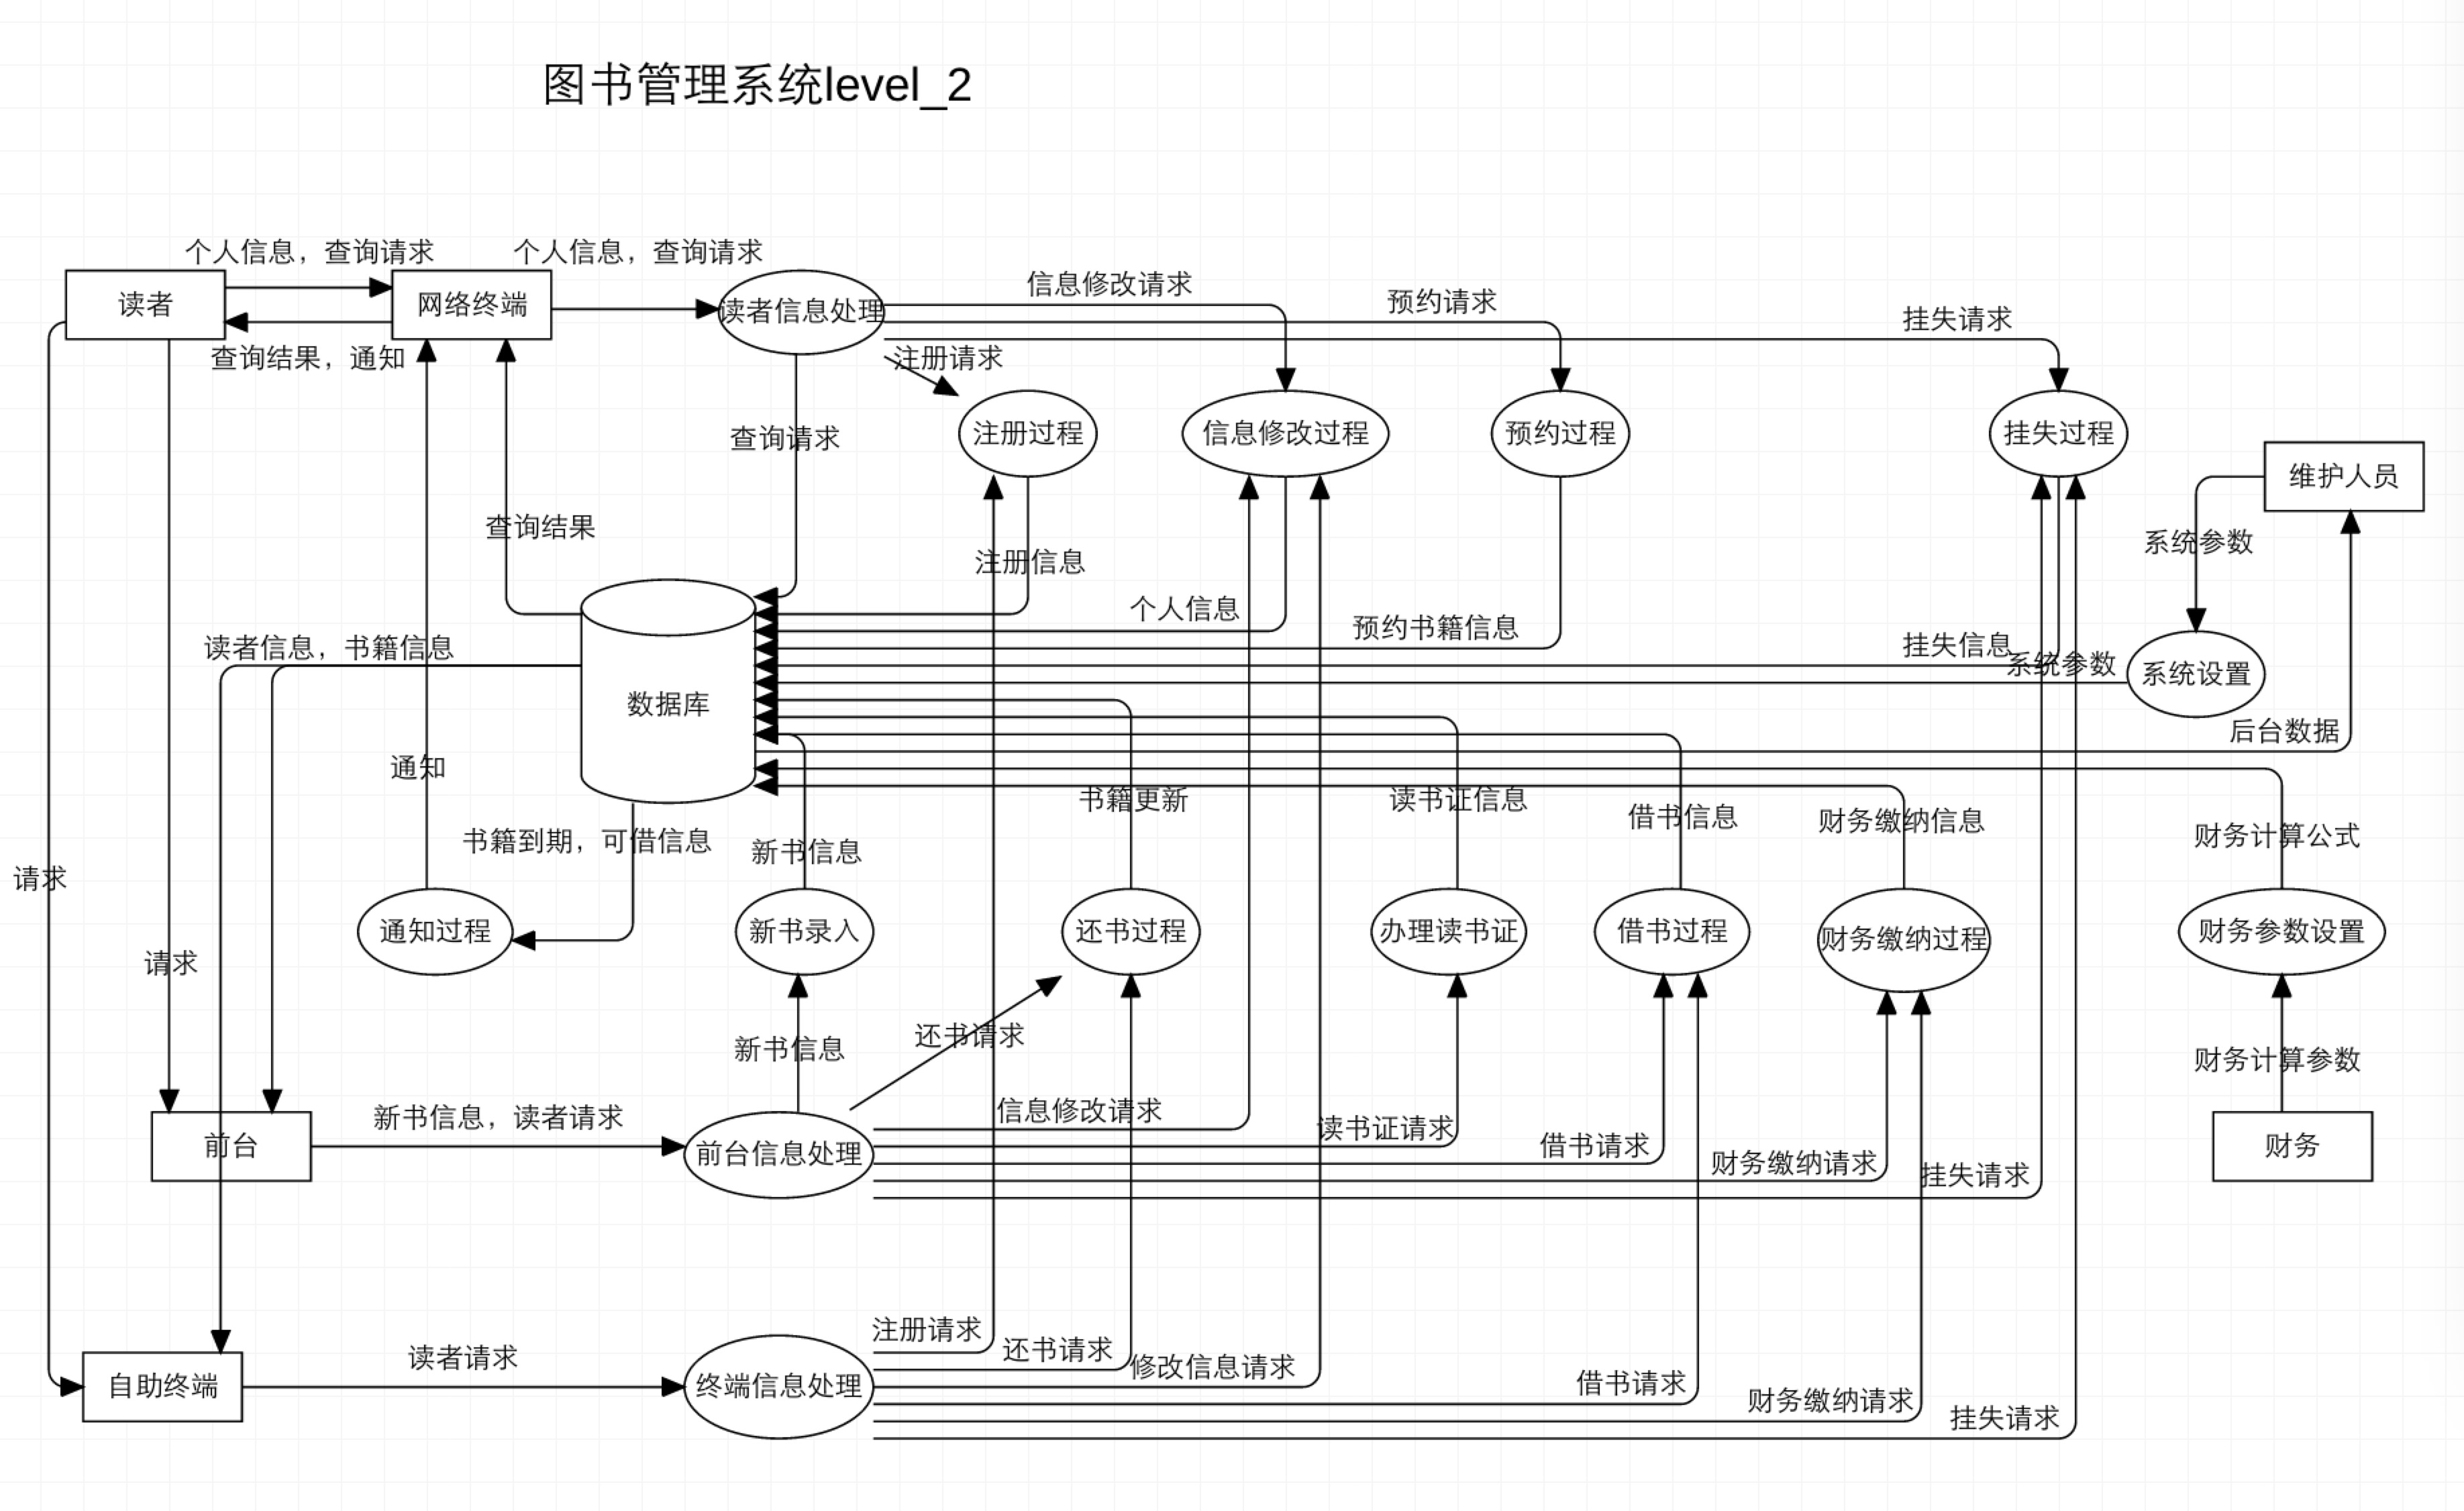 图书管理系统level_2
个人信息，查询请求
个人信息，查询请求
读者
网络终端
读者信息处理
信息修改请求
预约请求
挂失请求
查询结果，通知
注册请求
查询请求
注册过程
信息修改过程
预约过程
挂失过程
维护人员
查询结果
注册信息
系统参数
个人信息
预约书籍信息
读者信息，书籍信息
挂失信息
系统参数
系统设置
数据库
后台数据
通知
书籍更新
读书证信息
借书信息
财务缴纳信息
财务计算公式
书籍到期，可借信息
新书信息
请求
通知过程
新书录入
还书过程
办理读书证
借书过程
财务缴纳过程
财务参数设置
请求
新书信息
还书请求
财务计算参数
新书信息，读者请求
信息修改请求
读书证请求
借书请求
财务缴纳请求
挂失请求
前台
前台信息处理
财务
注册请求
还书请求
修改信息请求
借书请求
财务缴纳请求
挂失请求
读者请求
自助终端
终端信息处理